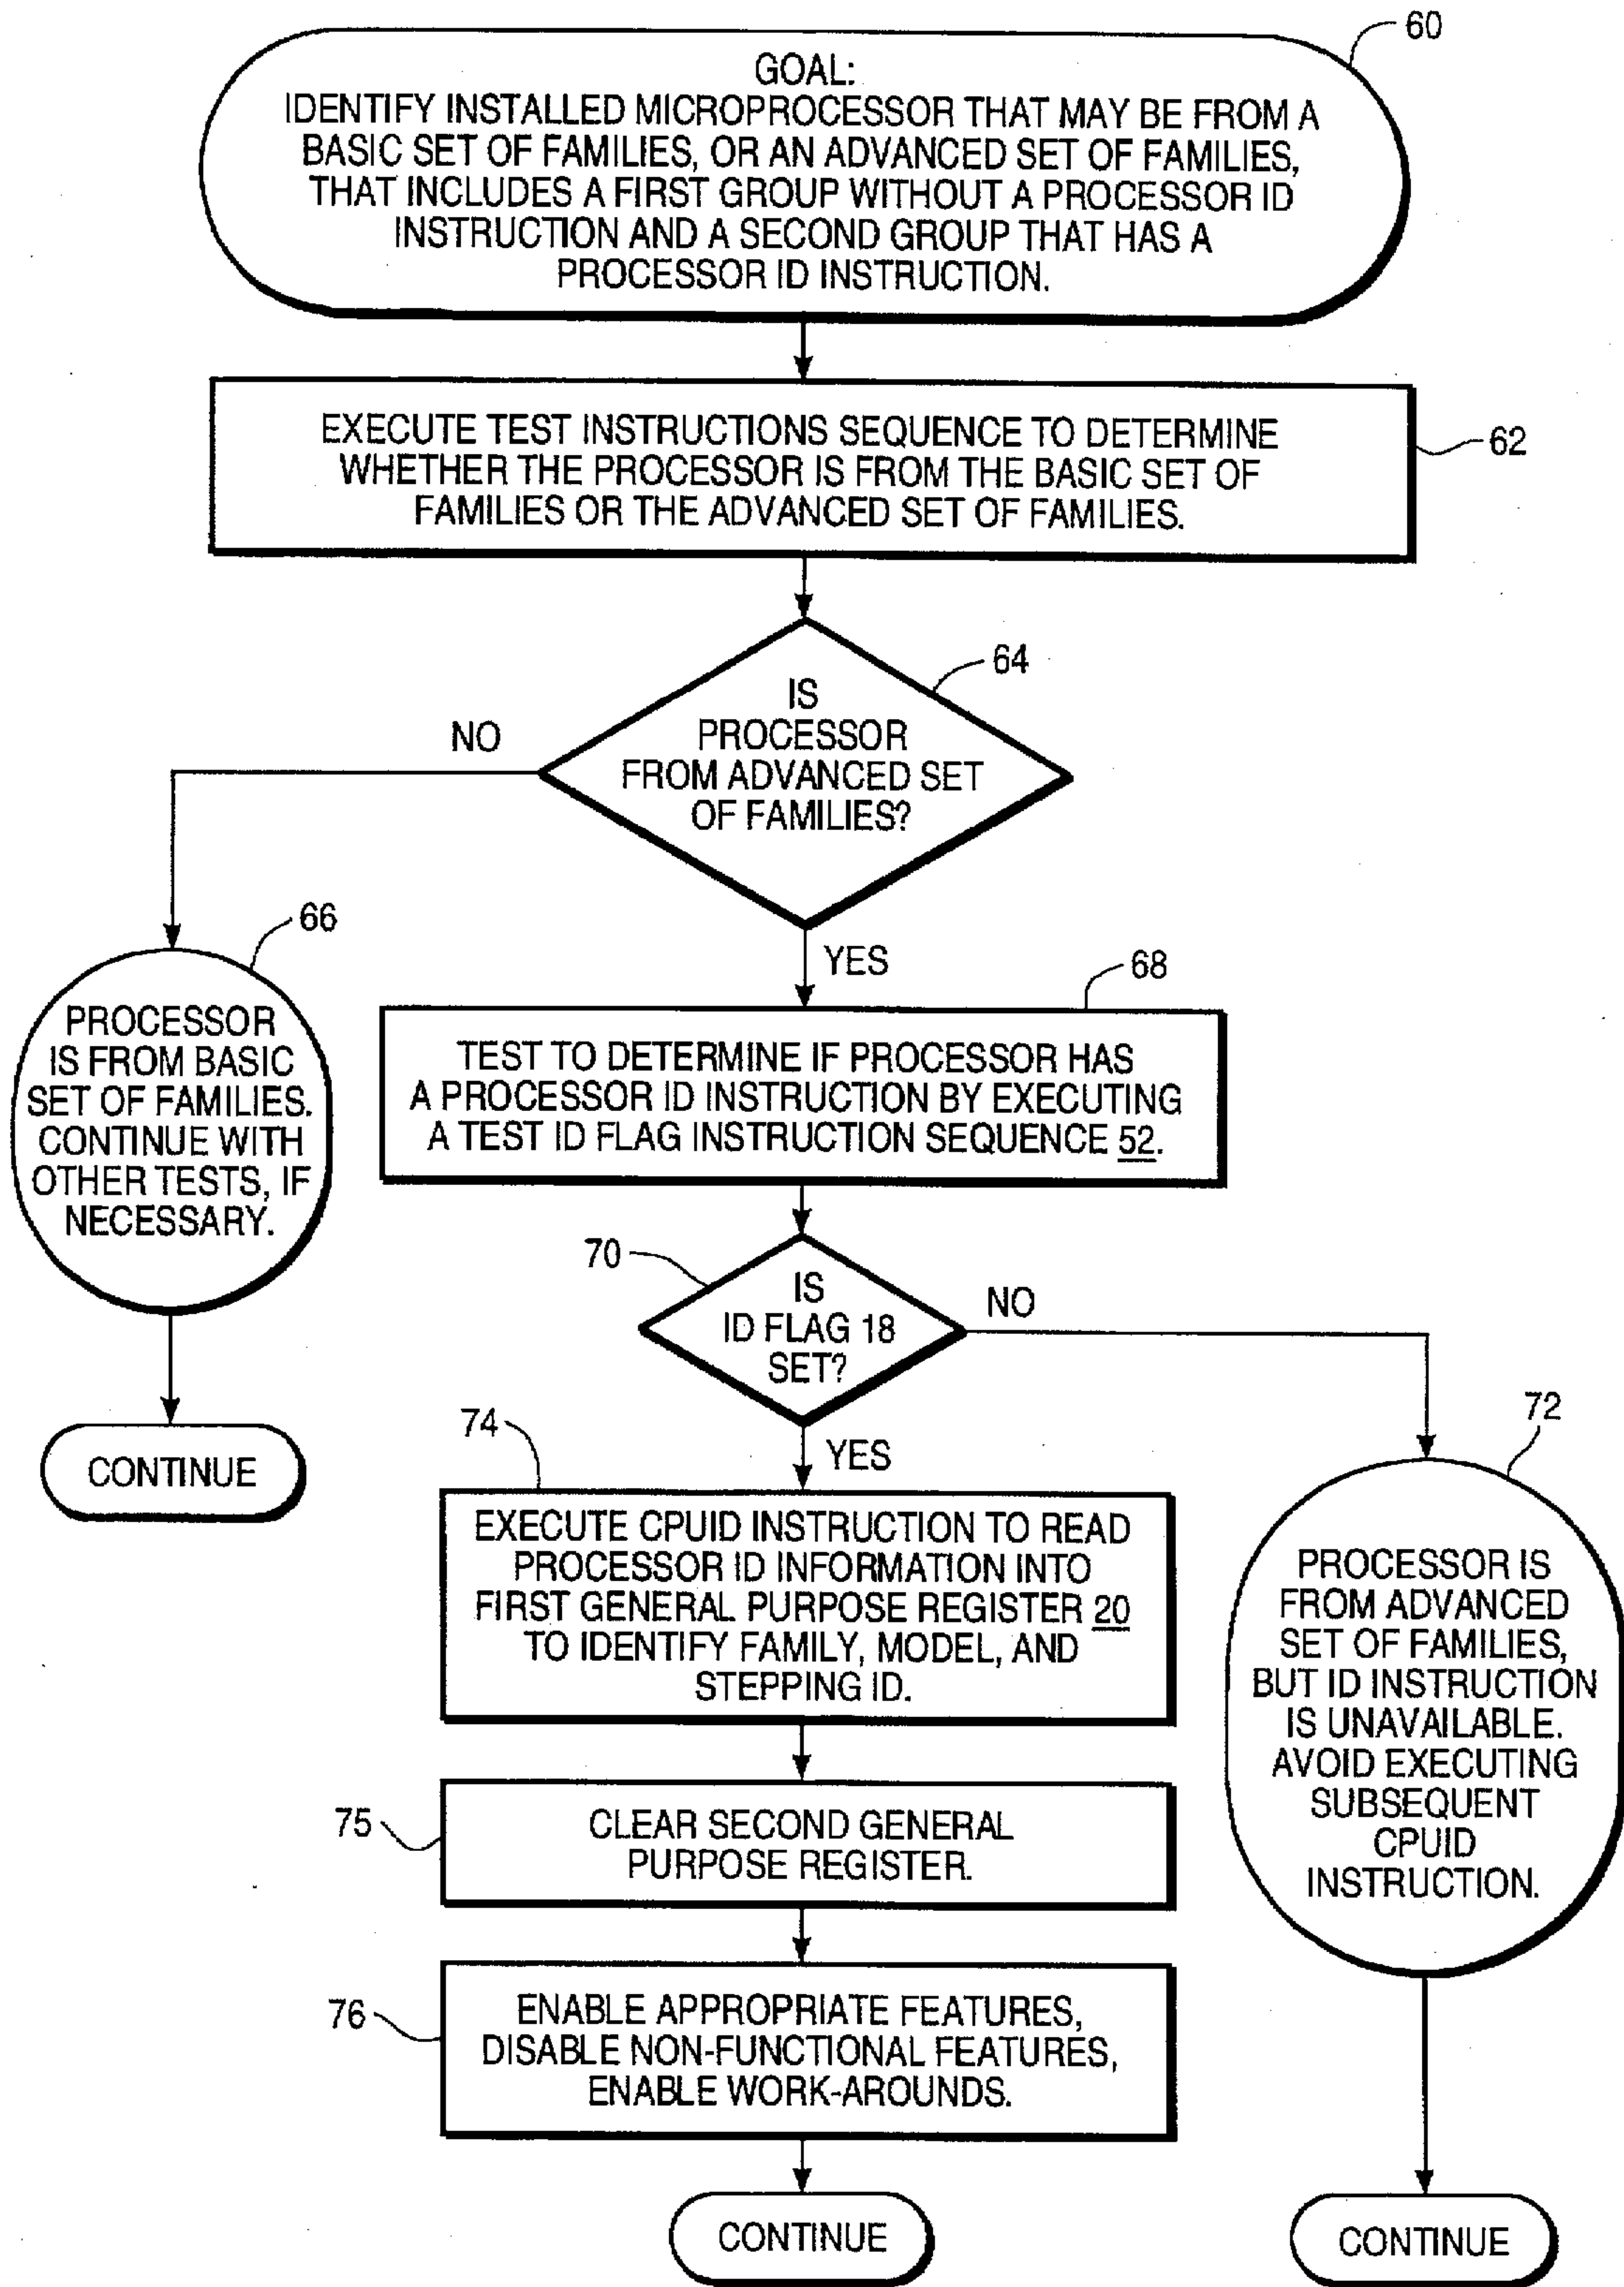 60
GOAL:
IDENTIFY INSTALLED MICROPROCESSOR THAT MAY BE FROM A
BASIC SET OF FAMILIES, OR AN ADVANCED SET OF FAMILIES,
THAT INCLUDES A FIRST GROUP WITHOUT A PROCESSOR ID
INSTRUCTION AND A SECOND GROUP THAT HAS A
PROCESSOR ID INSTRUCTION.
EXECUTE TEST INSTRUCTIONS SEQUENCE TO DETERMINE
WHETHER THE PROCESSOR IS FROM THE BASIC SET OF
FAMILIES OR THE ADVANCED SET OF FAMILIES.
62
64
IS
PROCESSOR
FROM ADVANCED SET
OF FAMILIES?
NO
YES
66
PROCESSOR
IS FROM BASIC
SET OF FAMILIES.
CONTINUE WITH
OTHER TESTS, IF
NECESSARY.
CONTINUE
68
TEST TO DETERMINE IF PROCESSOR HAS
A PROCESSOR ID INSTRUCTION BY EXECUTING
A TEST ID FLAG INSTRUCTION SEQUENCE 52.
70
IS
ID FLAG 18
SET?
NO
YES
72
PROCESSOR IS
FROM ADVANCED
SET OF FAMILIES,
BUT ID INSTRUCTION
IS UNAVAILABLE.
AVOID EXECUTING
SUBSEQUENT
CPUID
INSTRUCTION.
CONTINUE
74
EXECUTE CPUID INSTRUCTION TO READ
PROCESSOR ID INFORMATION INTO
FIRST GENERAL PURPOSE REGISTER 20
TO IDENTIFY FAMILY, MODEL, AND
STEPPING ID.
75
CLEAR SECOND GENERAL
PURPOSE REGISTER.
76
ENABLE APPROPRIATE FEATURES,
DISABLE NON-FUNCTIONAL FEATURES,
ENABLE WORK-AROUNDS.
CONTINUE